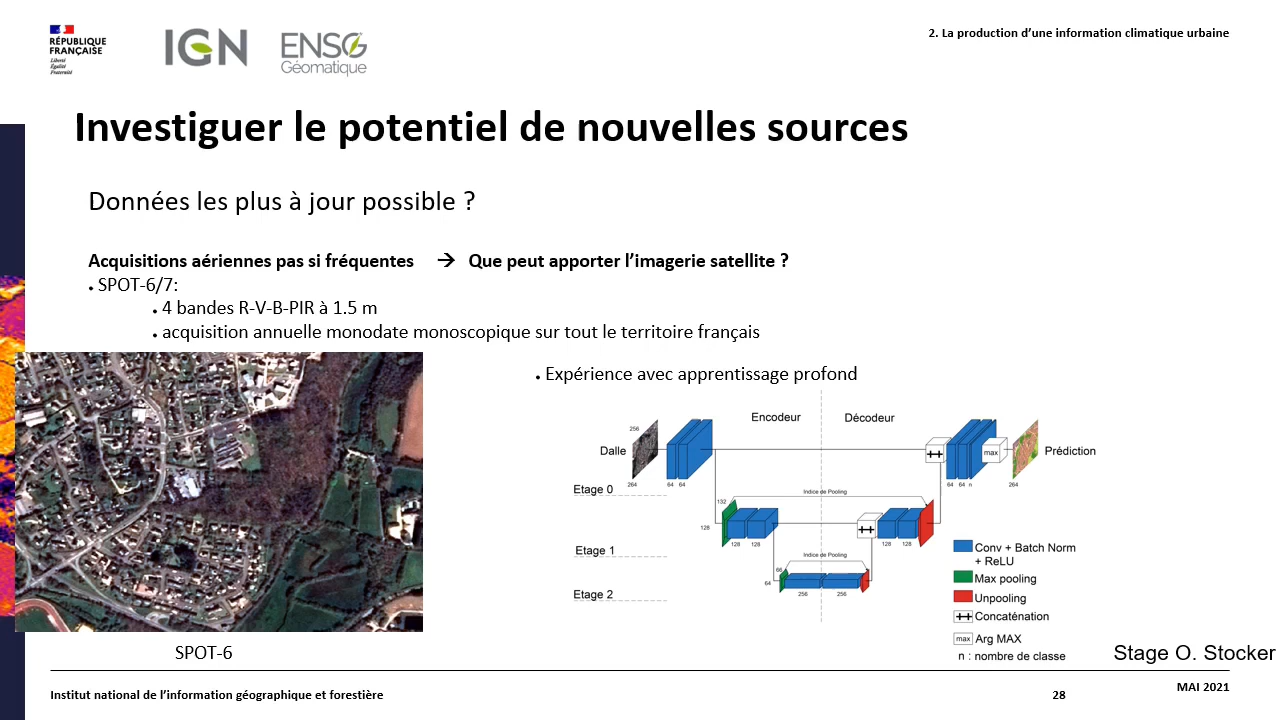 RÉPUBLIQUE
FRANÇAISE
Liberté
Égalité
Fraternité
IGN
ENSG
Géomatique
2. La production d'une information climatique urbaine
Investiguer le potentiel de nouvelles sources
Données les plus à jour possible ?
Acquisitions aériennes pas si fréquentes → Que peut apporter l'imagerie satellite ?
• SPOT-6/7:
• 4 bandes R-V-B-PIR à 1.5 m
• acquisition annuelle monodate monoscopique sur tout le territoire français
• Expérience avec apprentissage profond
Encodeur Décodeur
256
Dalle
max
Prédiction
264 64 64
64 64 n 264
Etage 0
132
Indice de Pooling
128
128 128
128 128
Etage 1
Indice de Pooling
66
64
256 256
Etage 2
Conv + Batch Norm
+ ReLU
Max pooling
Unpooling
Concaténation
max Arg MAX
n : nombre de classe
SPOT-6
Stage O. Stocker
Institut national de l'information géographique et forestière
28
MAI 2021